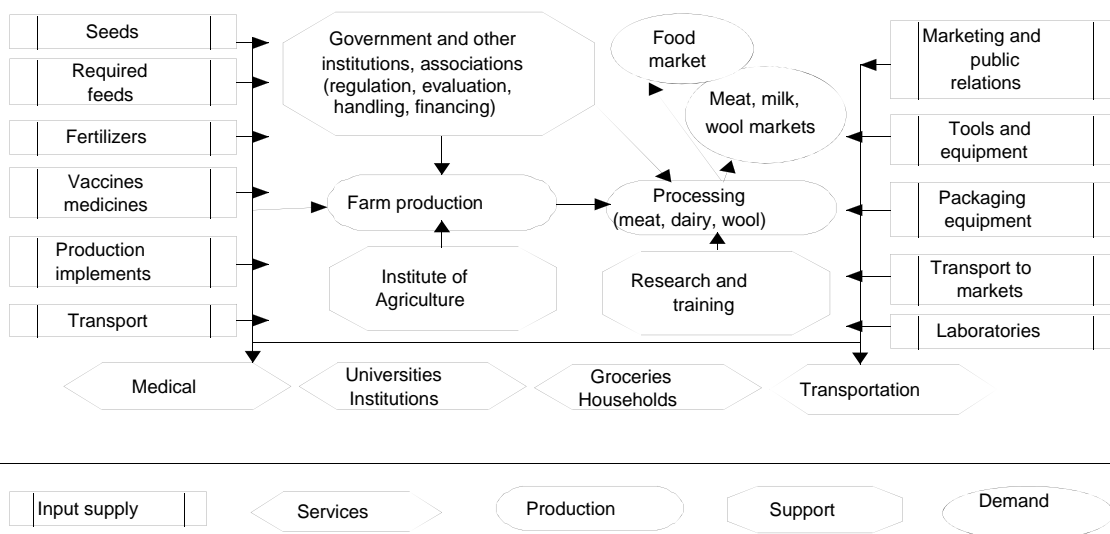 Seeds
Required
feeds
Fertilizers
Vaccines
medicines
Production
implements
Transport
Government and other
institutions, associations
(regulation, evaluation,
handling, financing)
Farm production
Institute of
Agriculture
Food
market
Meat, milk,
wool markets
Processing
(meat, dairy, wool)
Research and
training
Marketing and
public
relations
Tools and
equipment
Packaging
equipment
Transport to
markets
Laboratories
Medical
Universities
Institutions
Groceries
Households
Transportation
Input supply
Services
Production
Support
Demand